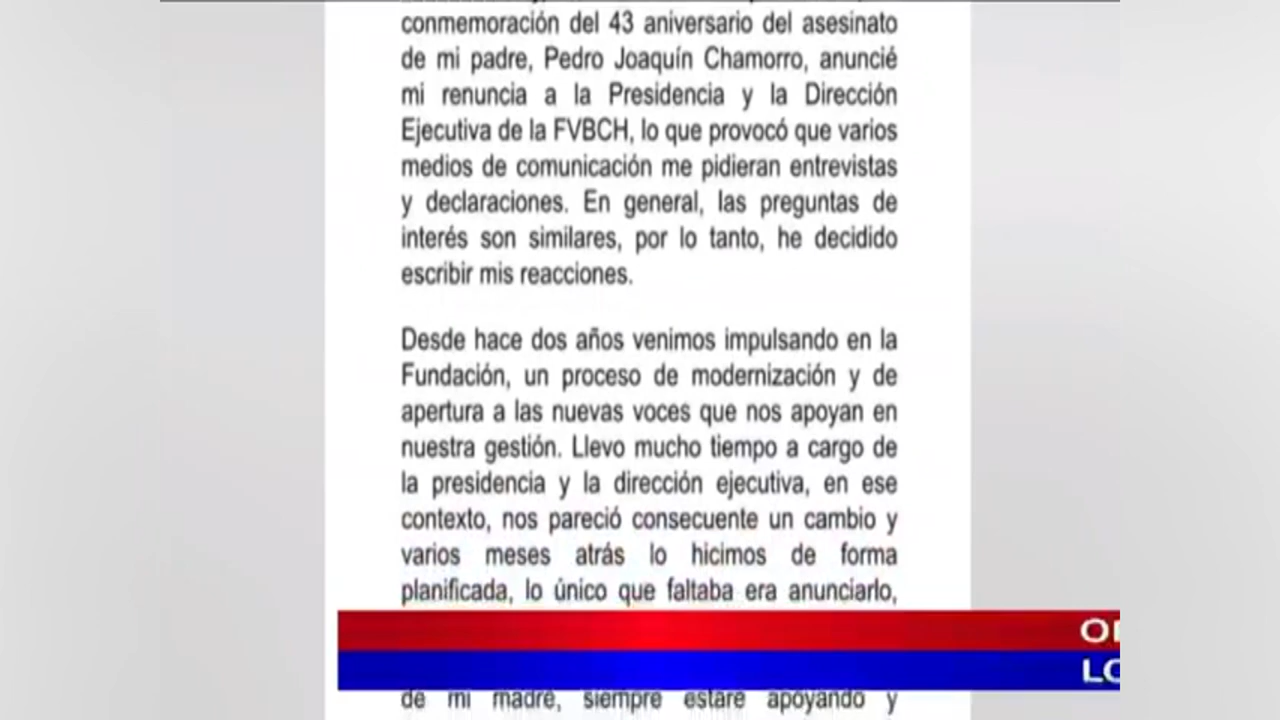 conmemoración del 43 aniversario del asesinato
de mi padre, Pedro Joaquín Chamorro, anuncié
mi renuncia a la Presidencia y la Dirección
Ejecutiva de la FVBCH, lo que provocó que varios
medios de comunicación me pidieran entrevistas
y declaraciones. En general, las preguntas de
interés son similares, por lo tanto, he decidido
escribir mis reacciones.
Desde hace dos años venimos impulsando en la
Fundación, un proceso de modernización y de
apertura a las nuevas voces que nos apoyan en
nuestra gestión. Llevo mucho tiempo a cargo de
la presidencia y la dirección ejecutiva, en ese
contexto, nos pareció consecuente un cambio y
varios meses atrás lo hicimos de forma
planificada, lo único que faltaba era anunciarlo,
LO
de mi madre, siempre estaré apoyando y